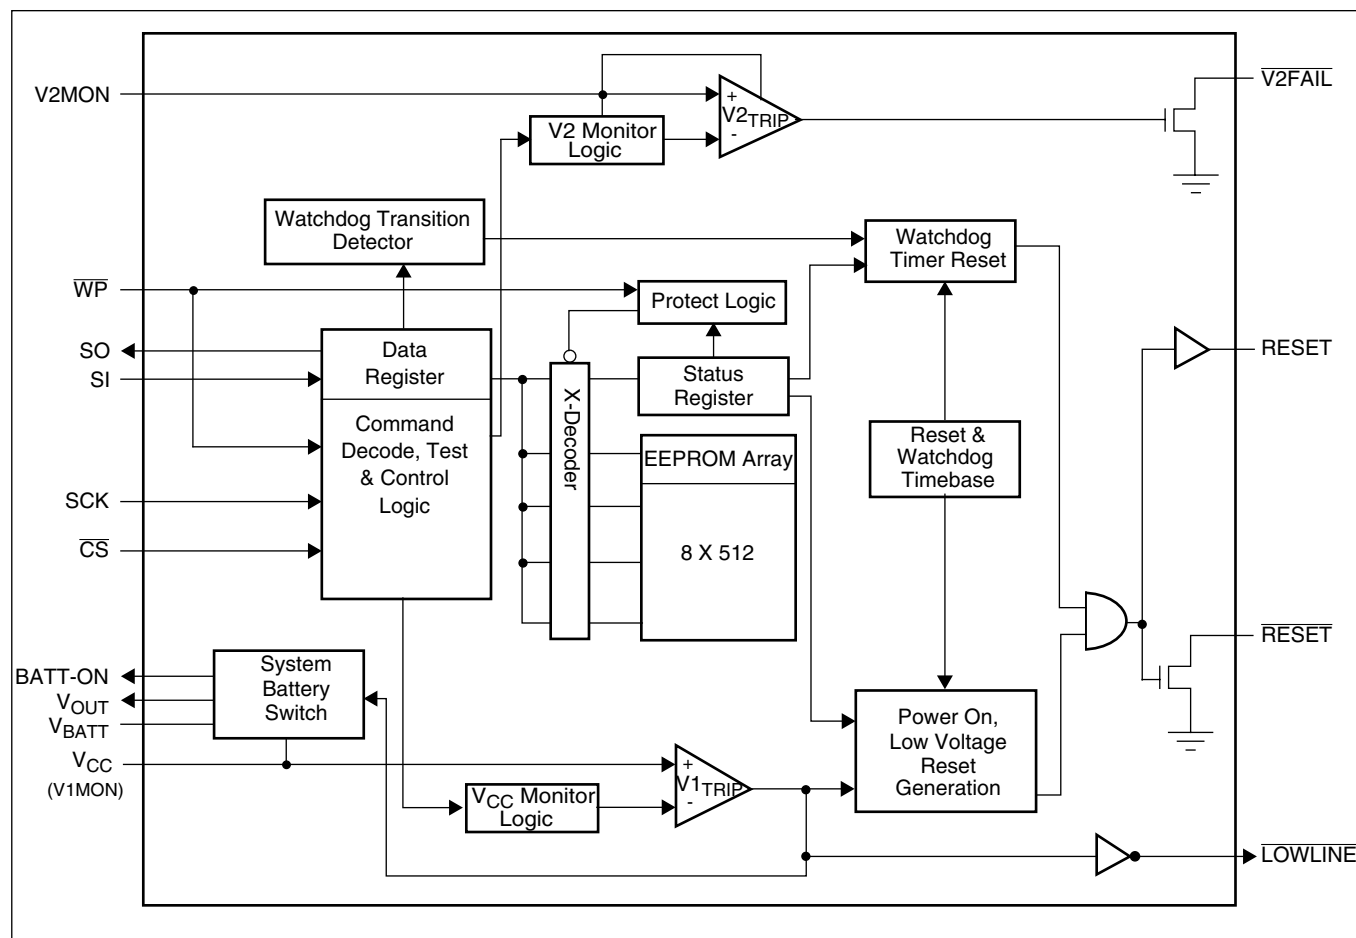 V2MON
+
V2TRIP
-
V2 Monitor
Logic
V2FAIL
Watchdog Transition
Detector
Watchdog
Timer Reset
WP
Protect Logic
SO
SI
Data
Register
Status
Register
RESET
X-Decoder
Command
Decode, Test
& Control
Logic
EEPROM Array
8 X 512
Reset &
Watchdog
Timebase
SCK
CS
RESET
BATT-ON
VOUT
VBATT
VCC
(V1MON)
System
Battery
Switch
+
V1TRIP
-
VCC Monitor
Logic
Power On,
Low Voltage
Reset
Generation
LOWLINE